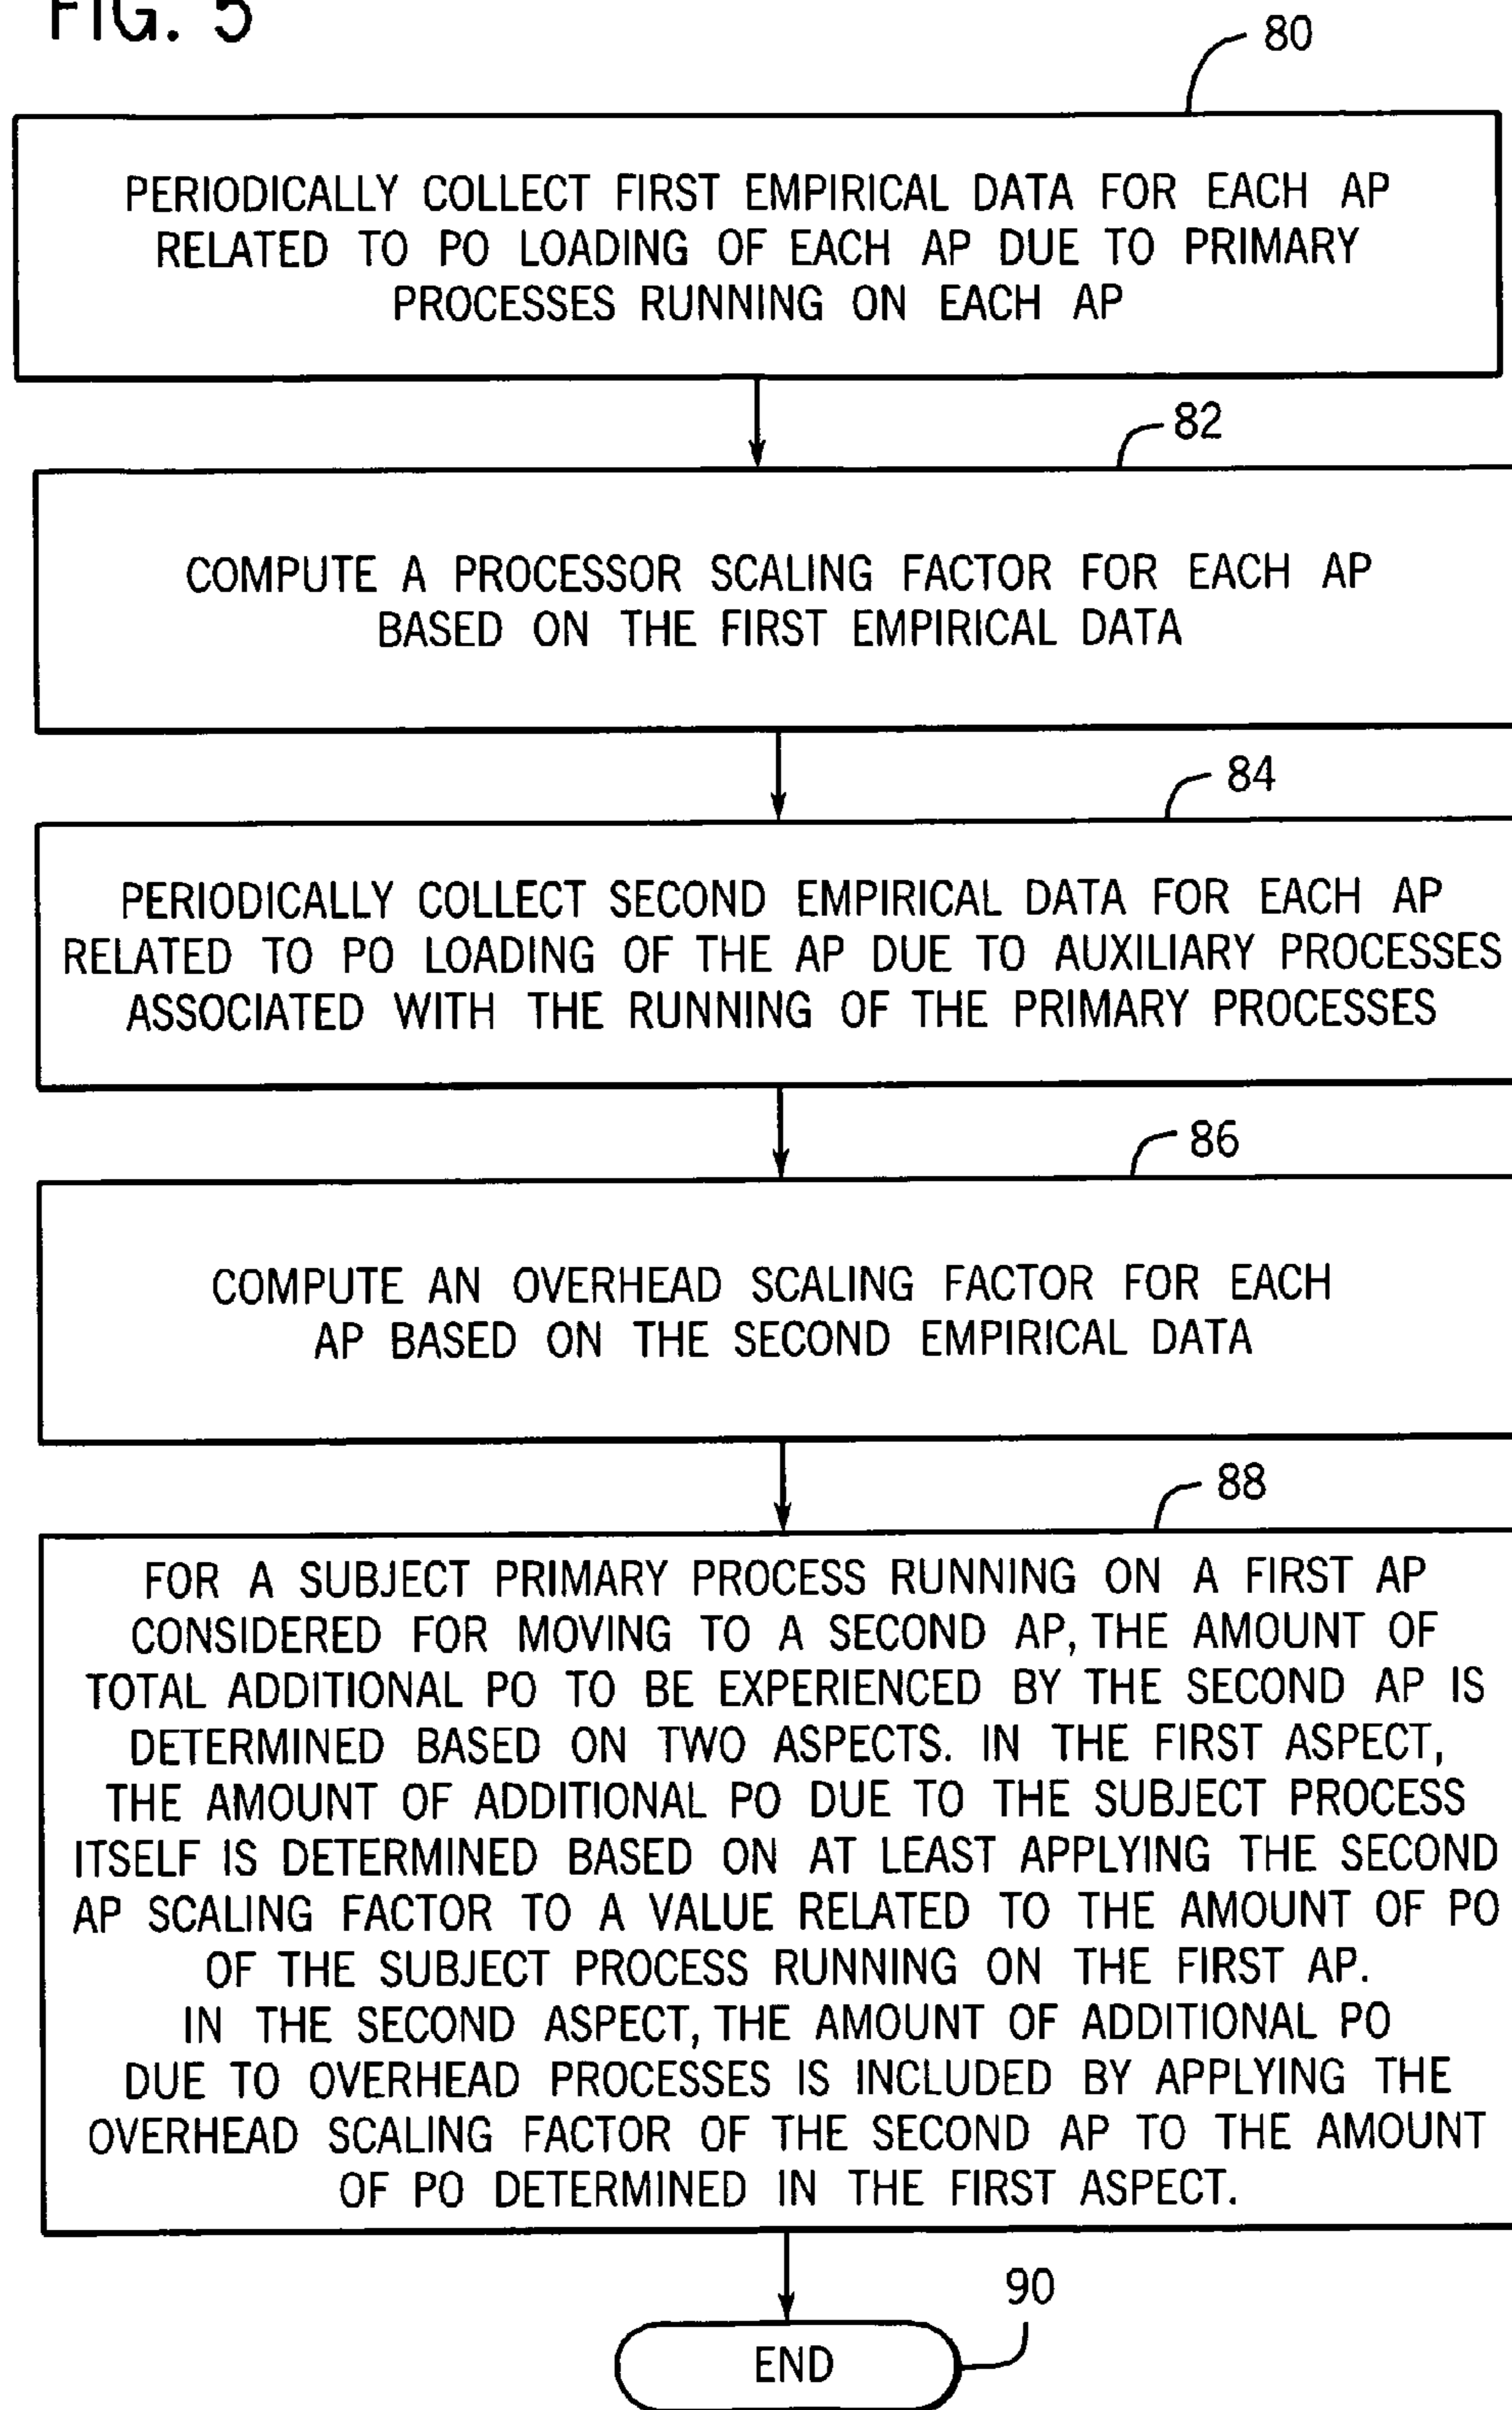 FIG. 5
80
PERIODICALLY COLLECT FIRST EMPIRICAL DATA FOR EACH AP
RELATED TO PO LOADING OF EACH AP DUE TO PRIMARY
PROCESSES RUNNING ON EACH AP
82
COMPUTE A PROCESSOR SCALING FACTOR FOR EACH AP
BASED ON THE FIRST EMPIRICAL DATA
84
PERIODICALLY COLLECT SECOND EMPIRICAL DATA FOR EACH AP
RELATED TO PO LOADING OF THE AP DUE TO AUXILIARY PROCESSES
ASSOCIATED WITH THE RUNNING OF THE PRIMARY PROCESSES
86
COMPUTE AN OVERHEAD SCALING FACTOR FOR EACH
AP BASED ON THE SECOND EMPIRICAL DATA
88
FOR A SUBJECT PRIMARY PROCESS RUNNING ON A FIRST AP
CONSIDERED FOR MOVING TO A SECOND AP, THE AMOUNT OF
TOTAL ADDITIONAL PO TO BE EXPERIENCED BY THE SECOND AP IS
DETERMINED BASED ON TWO ASPECTS. IN THE FIRST ASPECT,
THE AMOUNT OF ADDITIONAL PO DUE TO THE SUBJECT PROCESS
ITSELF IS DETERMINED BASED ON AT LEAST APPLYING THE SECOND
AP SCALING FACTOR TO A VALUE RELATED TO THE AMOUNT OF PO
OF THE SUBJECT PROCESS RUNNING ON THE FIRST AP.
IN THE SECOND ASPECT, THE AMOUNT OF ADDITIONAL PO
DUE TO OVERHEAD PROCESSES IS INCLUDED BY APPLYING THE
OVERHEAD SCALING FACTOR OF THE SECOND AP TO THE AMOUNT
OF PO DETERMINED IN THE FIRST ASPECT.
90
END